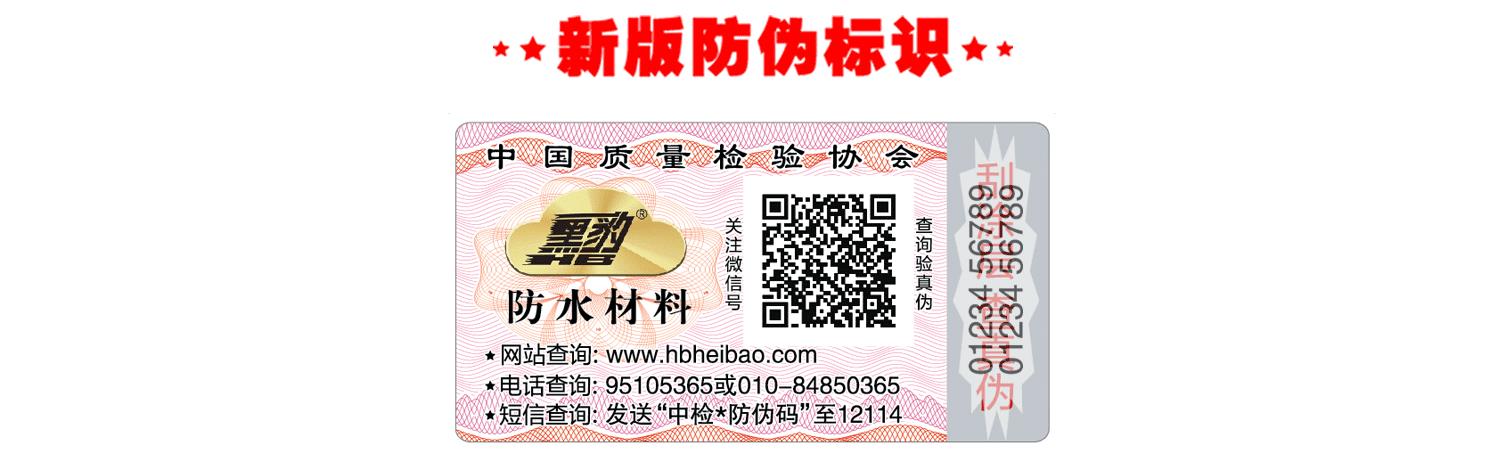 新版防伪标识
中国质量检验协会
黑豹®
HB
防水材料
关注微信号
查询验真伪
网站查询: www.hbheibao.com
电话查询: 95105365或010-84850365
短信查询: 发送“中检*防伪码”至12114
刮涂层 查真伪
01234 56789
01234 56789